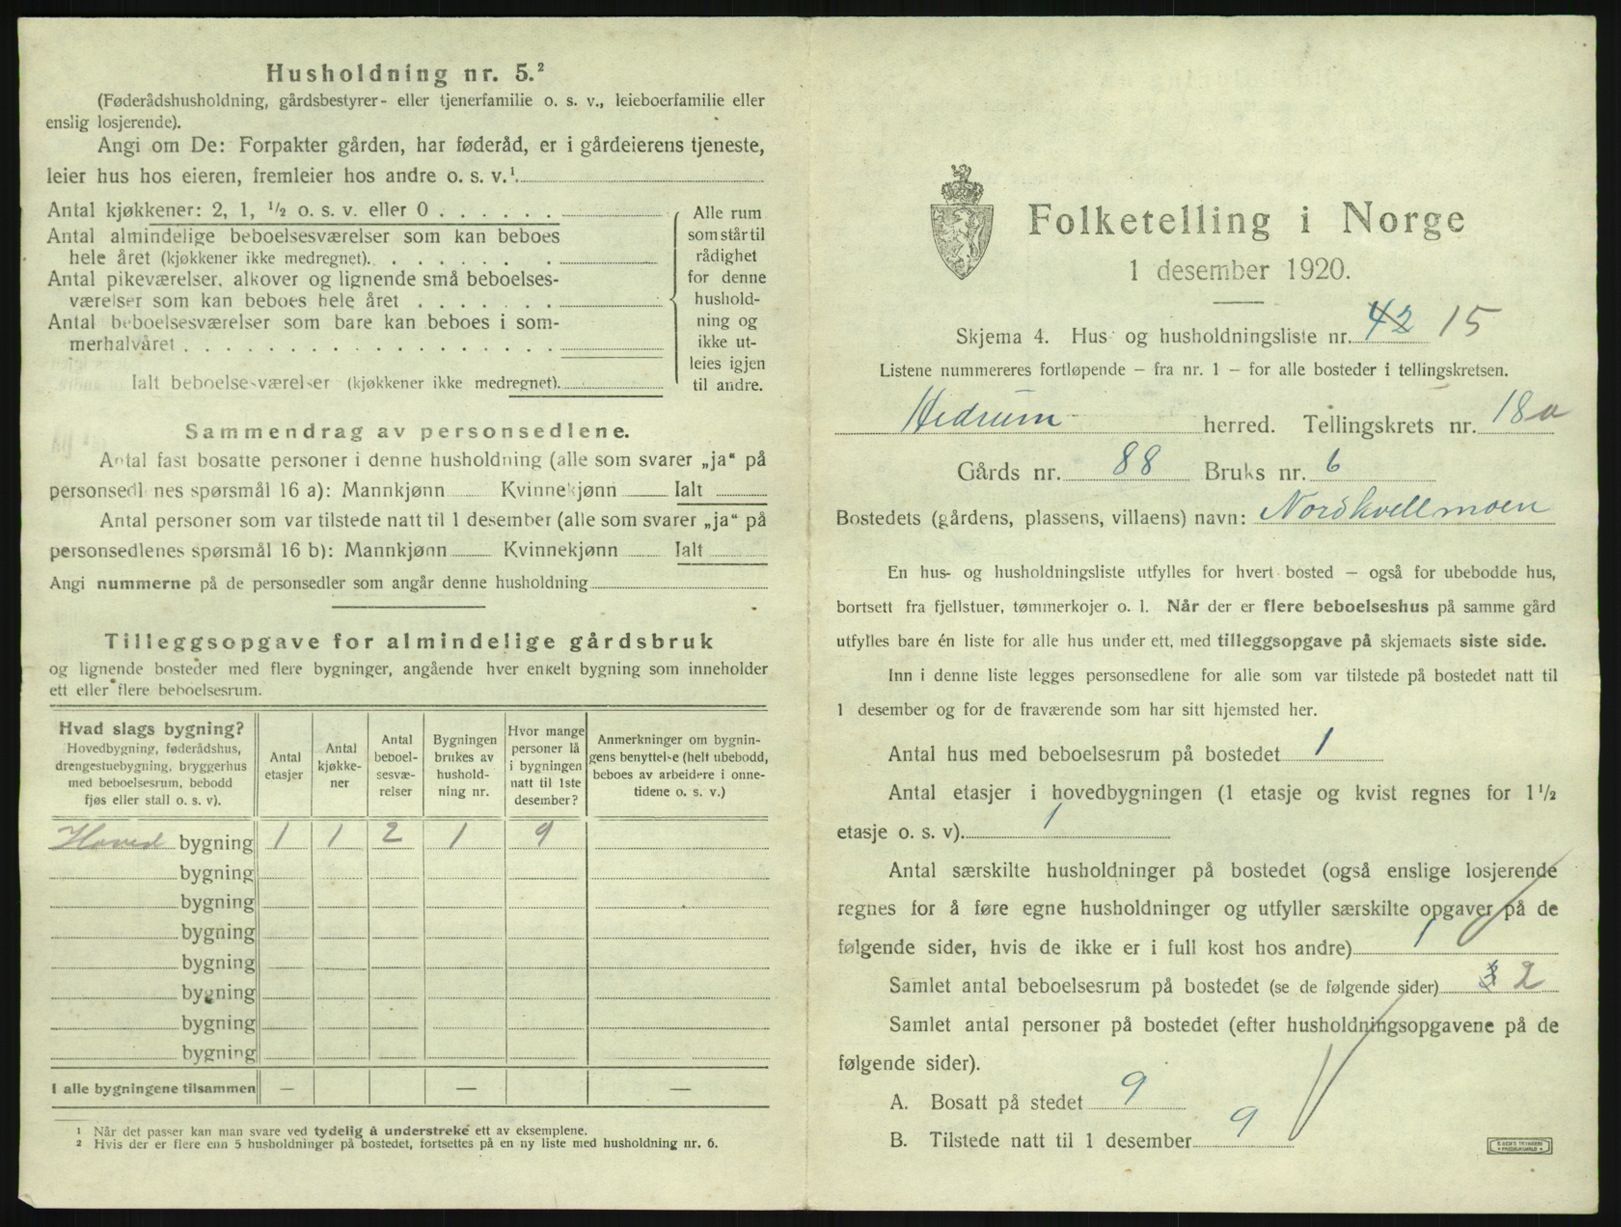 Husholdning nr. 5.²
(Føderådshusholdning, gårdsbestyrer- eller tjenerfamilie o. s. v., leieboerfamilie eller
enslig losjerende).
Angi om De: Forpakter gården, har føderåd, er i gårdeierens tjeneste,
leier hus hos eieren, fremleier hos andre o. s. v.¹.
Antal kjøkkener: 2, 1, ½ o. s. v. eller 0 . . . . . .
Antal almindelige beboelsesværelser som kan beboes
hele året (kjøkkener ikke medregnet). . . . . . . .
Antal pikeværelser, alkover og lignende små beboelses-
værelser som kan beboes hele året . . . . . . .
Antal beboelsesværelser som bare kan beboes i som-
merhalvåret . . . . . . . . . . . . . . . . . .
Ialt beboelsesværelser (kjøkkener ikke medregnet).
Alle rum
som står til
rådighet
for denne
hushold-
ning og
ikke ut-
leies igjen
til andre.
Sammendrag av personsedlene.
Antal fast bosatte personer i denne husholdning (alle som svarer „ja“ på
personsedlenes spørsmål 16 a): Mannkjønn Kvinnekjønn Ialt
Antal personer som var tilstede natt til 1 desember (alle som svarer „ja“ på
personsedlenes spørsmål 16 b): Mannkjønn Kvinnekjønn Ialt
Angi nummerne på de personsedler som angår denne husholdning
Tilleggsopgave for almindelige gårdsbruk
og lignende bosteder med flere bygninger, angående hver enkelt bygning som inneholder
ett eller flere beboelsesrum.
Hvad slags bygning?
Hovedbygning, føderådshus,
drengestuebygning, bryggerhus
med beboelsesrum, bebodd
fjøs eller stall o. s. v).
Antal
etasjer
Antal
kjøkke-
ner
Antal
beboel-
sesvæ-
relser
Bygningen
brukes av
hushold-
ning nr.
Hvor mange
personer lå
i bygningen
natt til 1ste
desember?
Anmerkninger om bygnin-
gens benyttelse (helt ubebodd,
beboes av arbeidere i onne-
tidene o. s. v.)
Hoved bygning 1 1 2 1 9
bygning
bygning
bygning
bygning
bygning
bygning
bygning
I alle bygningene tilsammen — — —
¹ Når det passer kan man svare ved tydelig å understreke ett av eksemplene.
² Hvis der er flere enn 5 husholdninger på bostedet, fortsettes på en ny liste med husholdning nr. 6.
Folketelling i Norge
1 desember 1920.
Skjema 4. Hus- og husholdningsliste nr. 42 15
Listene nummereres fortløpende – fra nr. 1 – for alle bosteder i tellingskretsen.
Hedrum herred. Tellingskrets nr. 18a
Gårds nr. 88 Bruks nr. 6
Bostedets (gårdens, plassens, villaens) navn: Nordkvellmoen
En hus- og husholdningsliste utfylles for hvert bosted – også for ubebodde hus,
bortsett fra fjellstuer, tømmerkojer o. l. Når der er flere beboelseshus på samme gård
utfylles bare én liste for alle hus under ett, med tilleggsopgave på skjemaets siste side.
Inn i denne liste legges personsedlene for alle som var tilstede på bostedet natt til
1 desember og for de fraværende som har sitt hjemsted her.
Antal hus med beboelsesrum på bostedet 1
Antal etasjer i hovedbygningen (1 etasje og kvist regnes for 1½
etasje o. s. v). 1
Antal særskilte husholdninger på bostedet (også enslige losjerende
regnes for å føre egne husholdninger og utfyller særskilte opgaver på de
følgende sider, hvis de ikke er i full kost hos andre) 1
Samlet antal beboelsesrum på bostedet (se de følgende sider) 3 2
Samlet antal personer på bostedet (efter husholdningsopgavene på de
følgende sider).
A. Bosatt på stedet 9
B. Tilstede natt til 1 desember 9